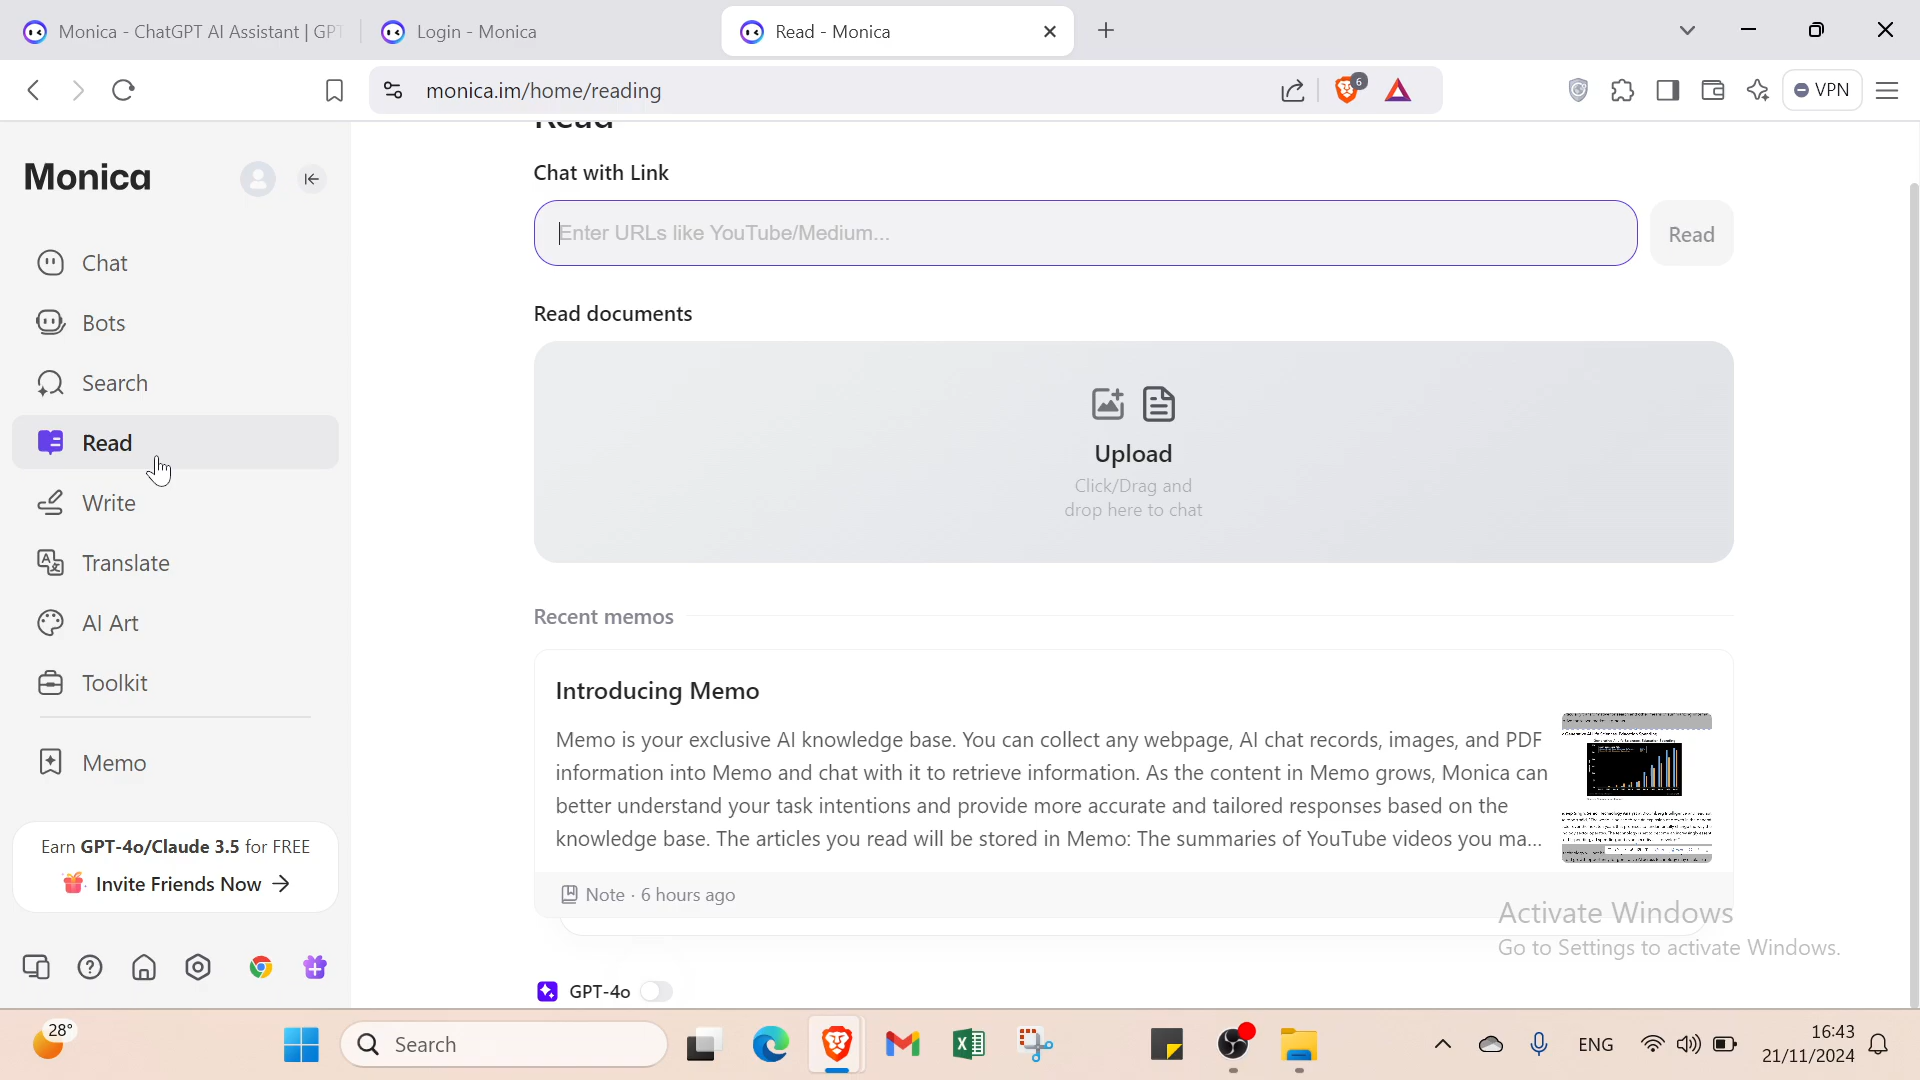 Monica - ChatGPT AI Assistant | GPT
Login - Monica
Read - Monica
monica.im/home/reading
6
VPN
Monica
Chat
Bots
Search
Read
Write
Translate
AI Art
Toolkit
Memo
Earn GPT-4o/Claude 3.5 for FREE
Invite Friends Now →
Read
Chat with Link
Enter URLs like YouTube/Medium...
Read
Read documents
Upload
Click/Drag and
drop here to chat
Recent memos
Introducing Memo
Memo is your exclusive AI knowledge base. You can collect any webpage, AI chat records, images, and PDF
information into Memo and chat with it to retrieve information. As the content in Memo grows, Monica can
better understand your task intentions and provide more accurate and tailored responses based on the
knowledge base. The articles you read will be stored in Memo: The summaries of YouTube videos you ma...
Note · 6 hours ago
GPT-4o
Activate Windows
Go to Settings to activate Windows.
28°
Search
ENG
16:43
21/11/2024